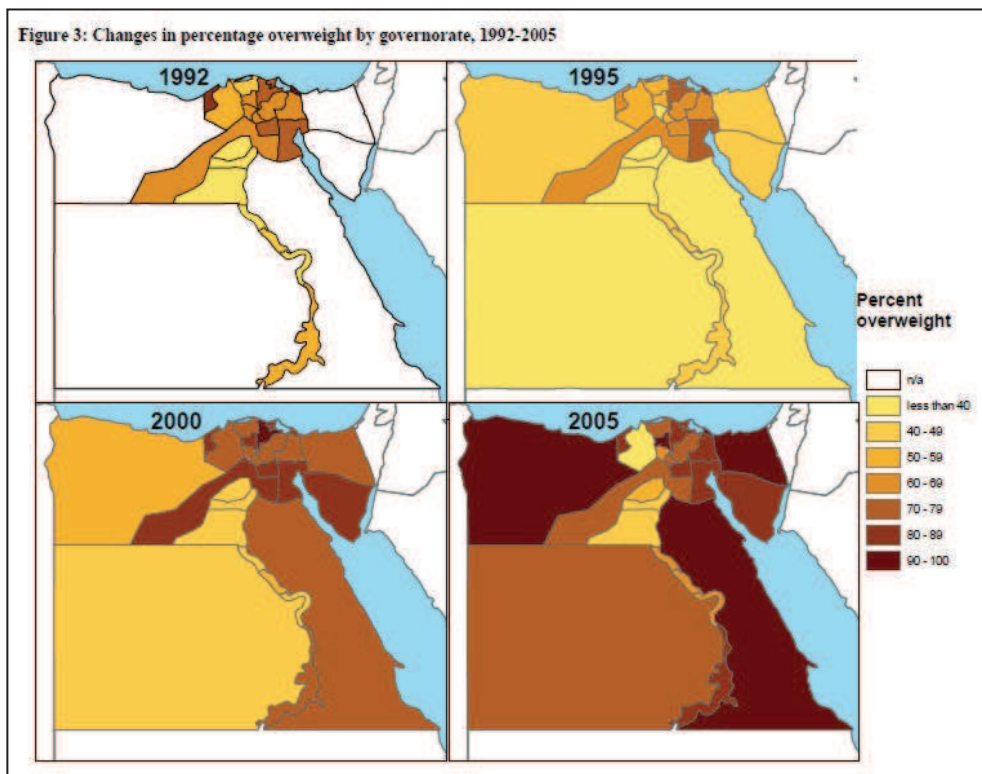 Figure 3: Changes in percentage overweight by governorate, 1992-2005
1992
1995
2000
2005
Percent
overweight
n/a
less than 40
40 - 49
50 - 59
60 - 69
70 - 79
80 - 89
90 - 100